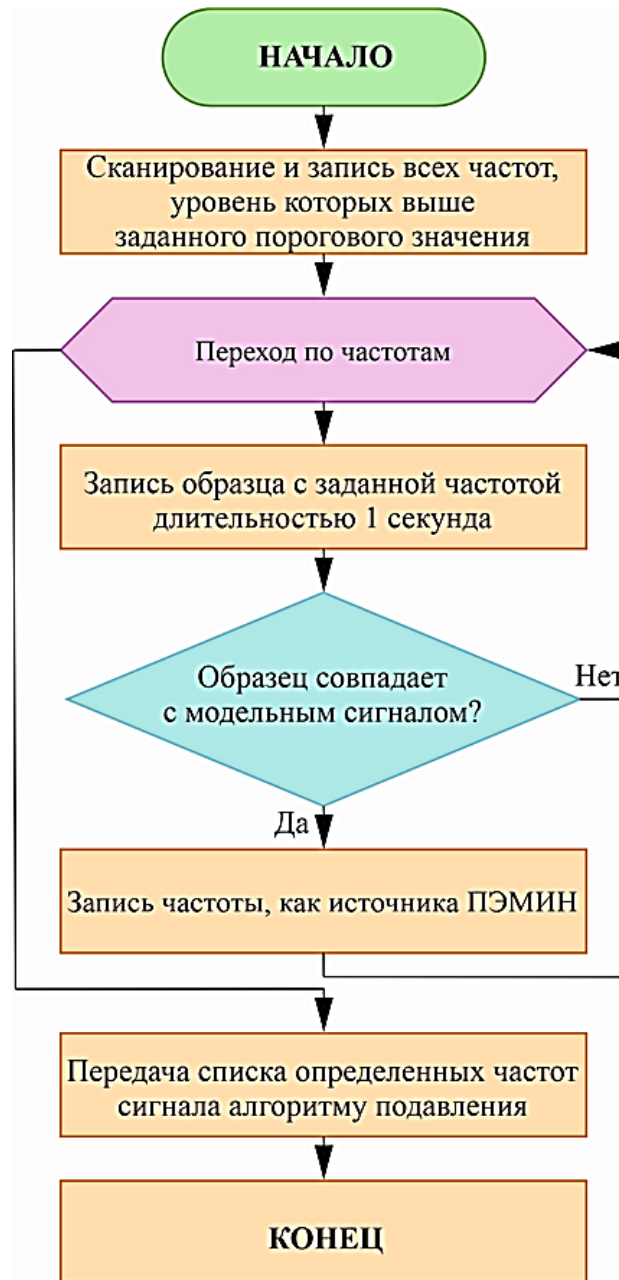 НАЧАЛО
Сканирование и запись всех частот,
уровень которых выше
заданного порогового значения
Переход по частотам
Запись образца с заданной частотой
длительностью 1 секунда
Образец совпадает
с модельным сигналом?
Нет
Да
Запись частоты, как источника ПЭМИН
Передача списка определенных частот
сигнала алгоритму подавления
КОНЕЦ